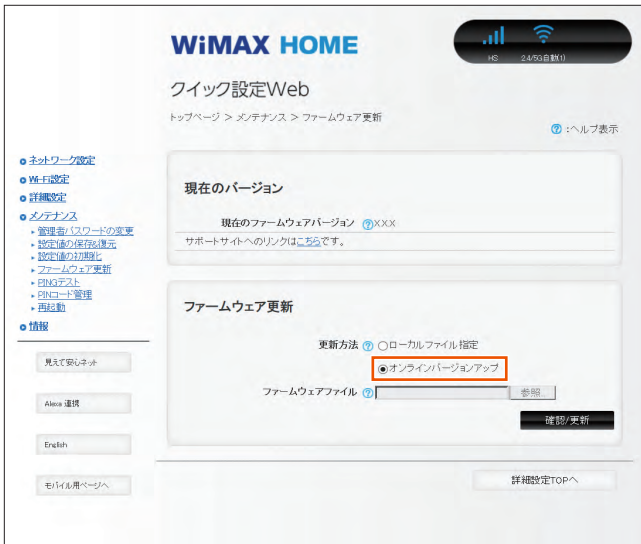 WiMAX HOME
HS 2.4/5G自動(1)
クイック設定Web
トップページ > メンテナンス > ファームウェア更新
?:ヘルプ表示
ネットワーク設定
Wi-Fi設定
詳細設定
メンテナンス
管理者パスワードの変更
設定値の保存&復元
設定値の初期化
ファームウェア更新
PINGテスト
PINコード管理
再起動
情報
見えて安心ネット
Alexa 連携
English
モバイル用ページへ
現在のバージョン
現在のファームウェアバージョン ?XXX
サポートサイトへのリンクはこちらです。
ファームウェア更新
更新方法 ? ローカルファイル指定
オンラインバージョンアップ
ファームウェアファイル ? 参照...
確認/更新
詳細設定TOPへ